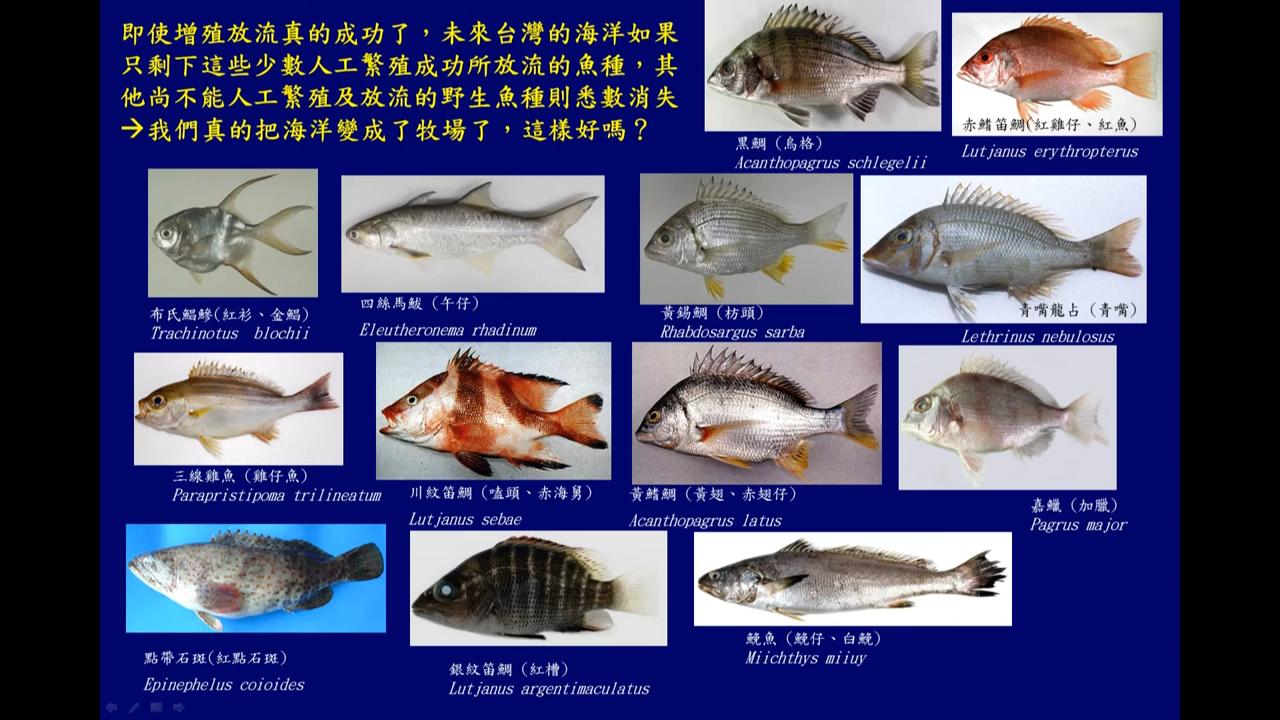 即使增殖放流真的成功了，未來台灣的海洋如果
只剩下這些少數人工繁殖成功所放流的魚種，其
他尚不能人工繁殖及放流的野生魚種則悉數消失
→我們真的把海洋變成了牧場了，這樣好嗎？
黑鯛（烏格）
Acanthopagrus schlegelii
赤鰭笛鯛(紅雞仔、紅魚）
Lutjanus erythropterus
布氏鯧鰺(紅衫、金鯧)
Trachinotus blochii
四絲馬鮁（午仔）
Eleutheronema rhadinum
黃錫鯛（枋頭）
Rhabdosargus sarba
青嘴龍占（青嘴）
Lethrinus nebulosus
三線雞魚（雞仔魚）
Parapristipoma trilineatum
川紋笛鯛（嗑頭、赤海舅）
Lutjanus sebae
黃鰭鯛（黃翅、赤翅仔）
Acanthopagrus latus
嘉鱲（加臘）
Pagrus major
點帶石斑(紅點石斑）
Epinephelus coioides
銀紋笛鯛（紅槽）
Lutjanus argentimaculatus
鮸魚（鮸仔、白鮸）
Miichthys miiuy